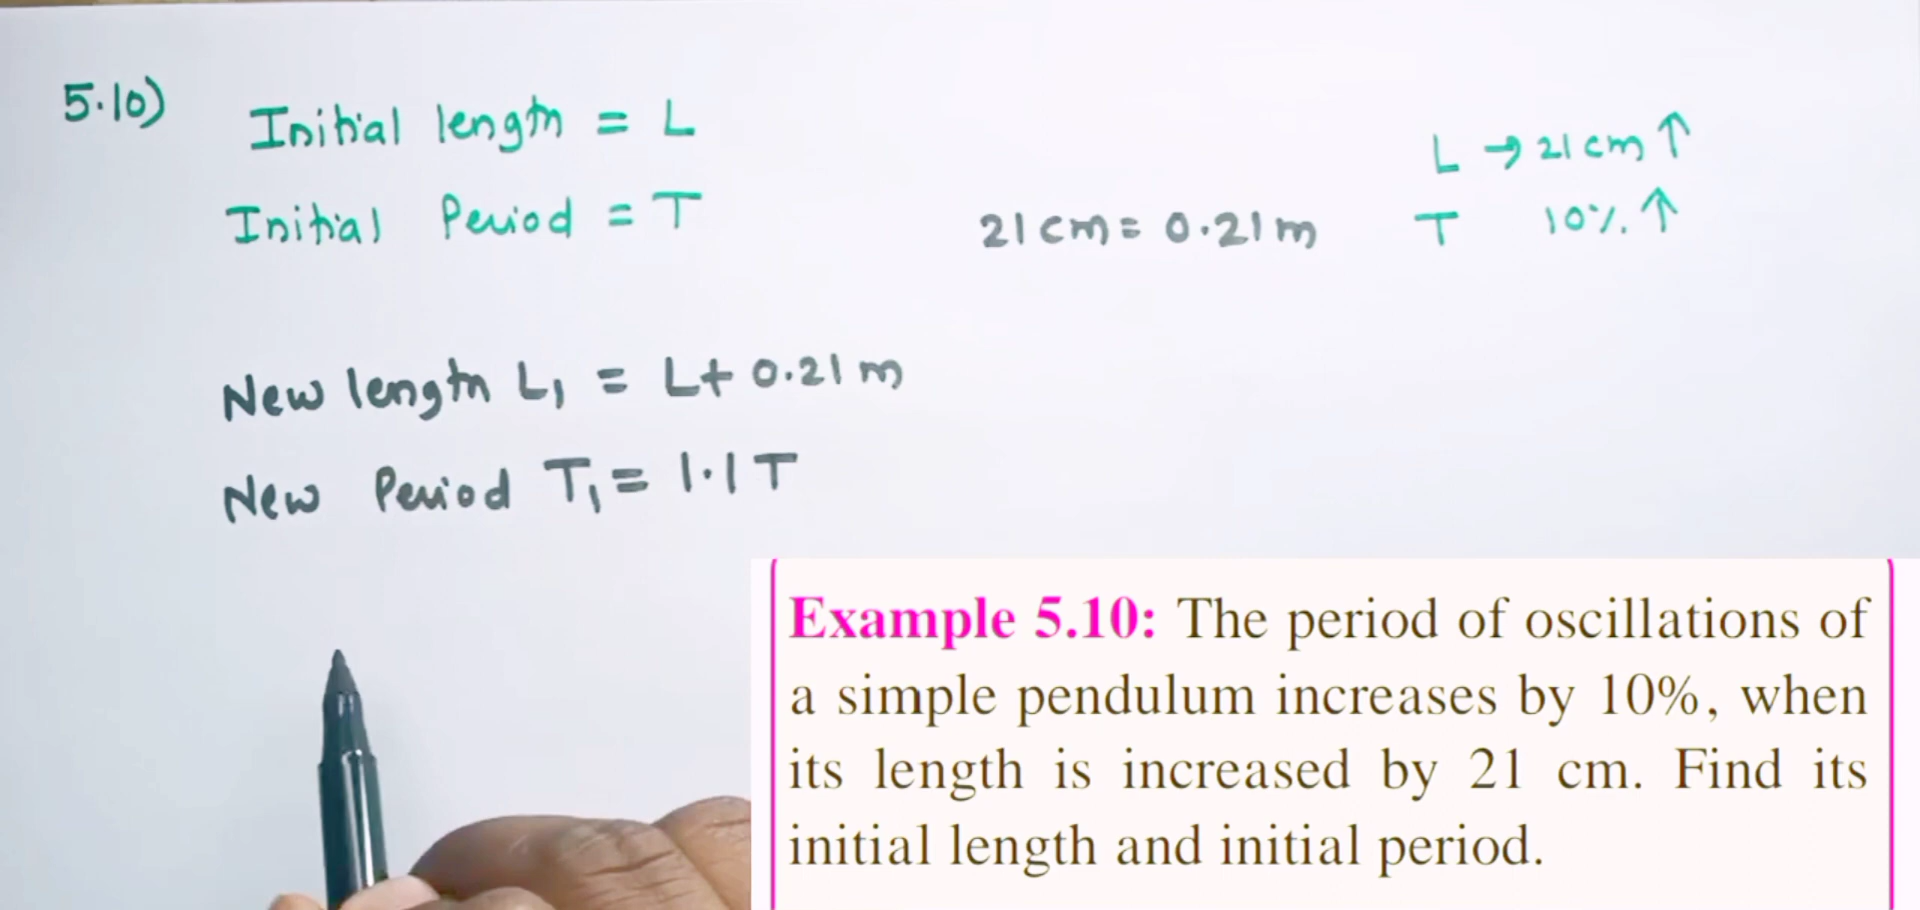 5.10)
Initial length = L
L → 21 cm ↑
Initial Period = T
21 cm = 0.21 m
T 10% ↑
New length L₁ = L + 0.21 m
New Period T₁ = 1.1 T
Example 5.10: The period of oscillations of
a simple pendulum increases by 10%, when
its length is increased by 21 cm. Find its
initial length and initial period.